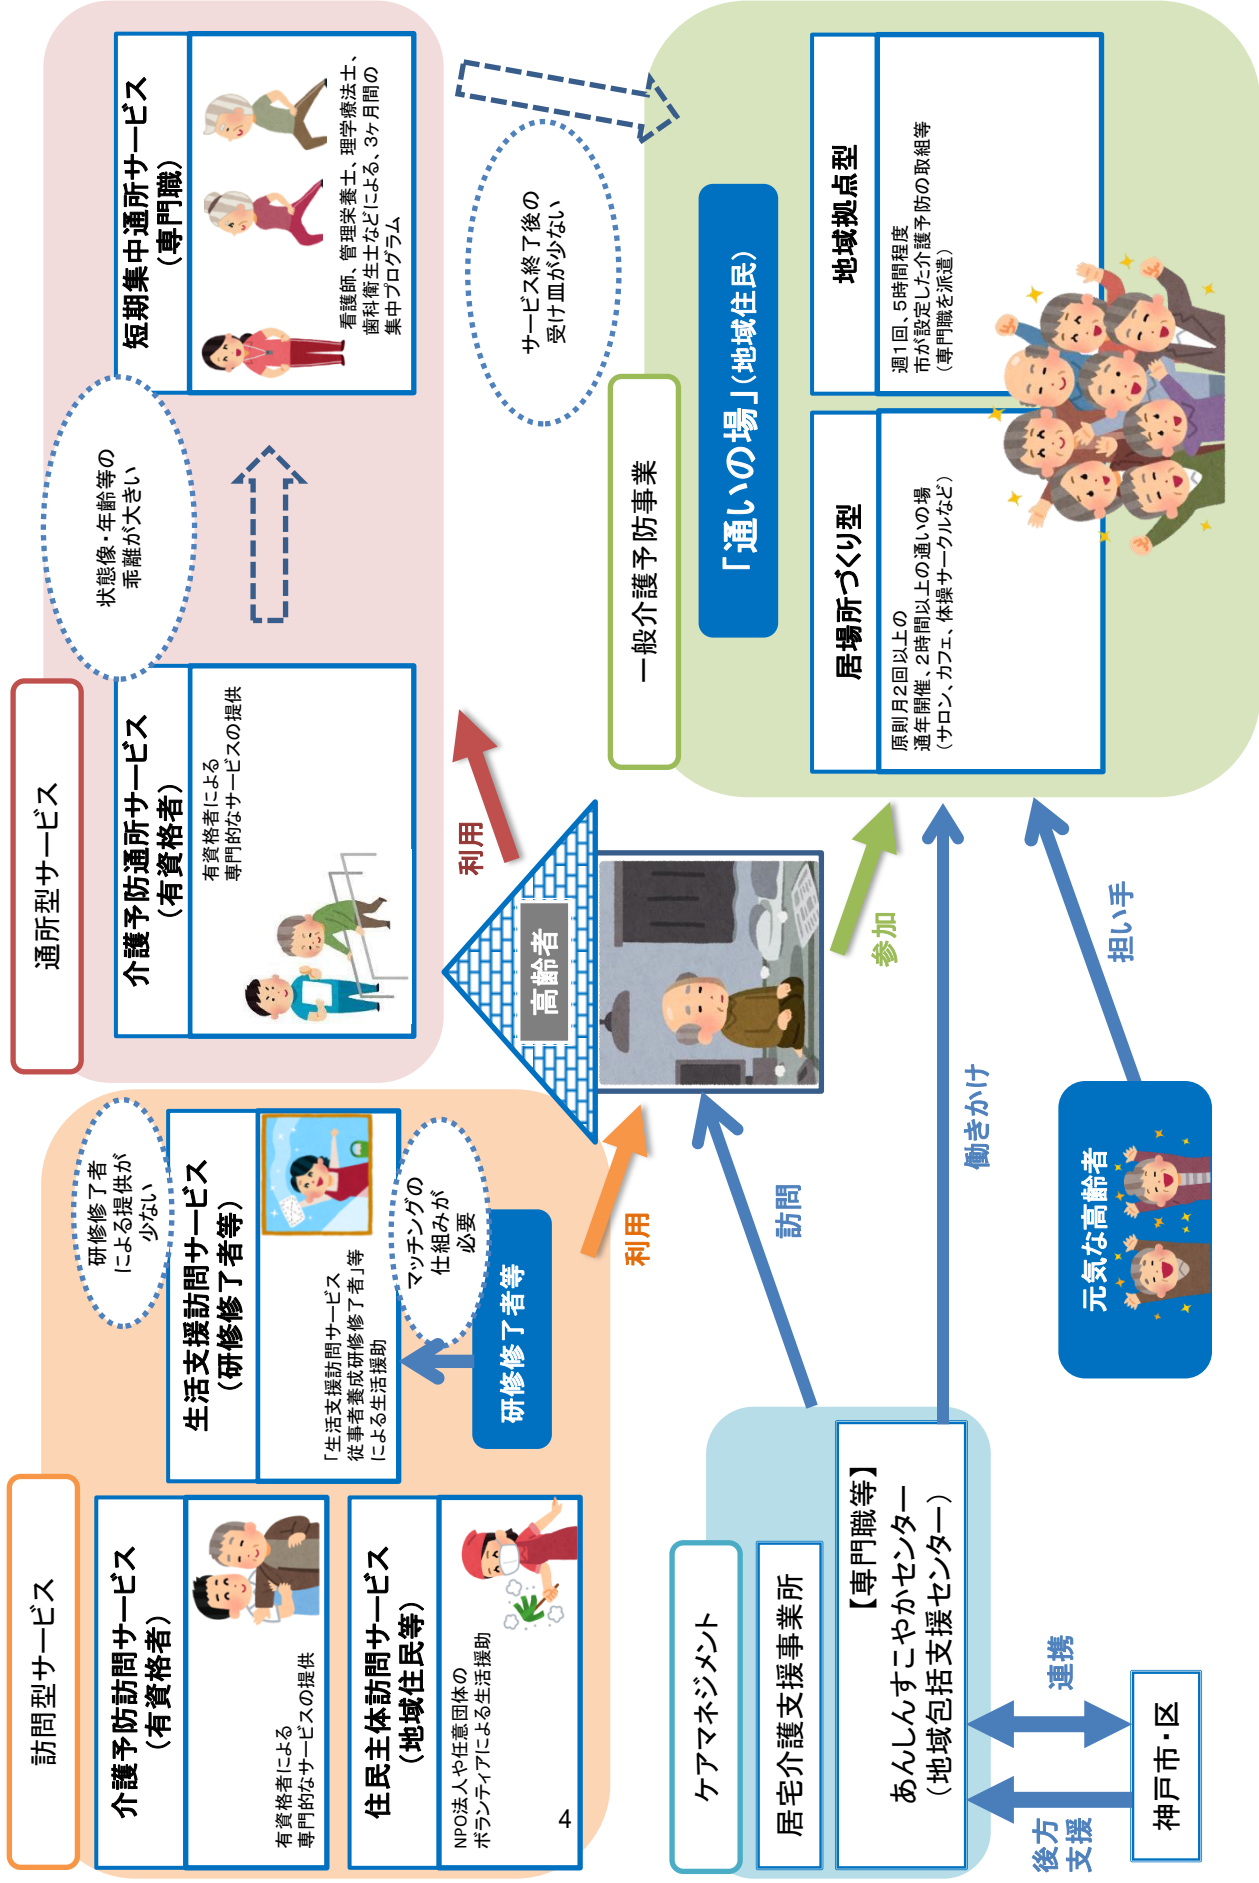 訪問型サービス
介護予防訪問サービス
（有資格者）
有資格者による
専門的なサービスの提供
住民主体訪問サービス
（地域住民等）
NPO法人や任意団体の
ボランティアによる生活援助
4
生活支援訪問サービス
（研修修了者等）
「生活支援訪問サービス
従事者養成研修修了者」等
による生活援助
研修修了者
による提供が
少ない
マッチングの
仕組みが
必要
研修修了者等
利用
通所型サービス
介護予防通所サービス
（有資格者）
有資格者による
専門的なサービスの提供
状態像・年齢等の
乖離が大きい
短期集中通所サービス
（専門職）
看護師、管理栄養士、理学療法士、
歯科衛生士などによる、3ヶ月間の
集中プログラム
利用
サービス終了後の
受け皿が少ない
高齢者
ケアマネジメント
居宅介護支援事業所
【専門職等】
あんしんすこやかセンター
（地域包括支援センター）
後方
支援
連携
神戸市・区
訪問
働きかけ
参加
担い手
元気な高齢者
一般介護予防事業
「通いの場」（地域住民）
居場所づくり型
原則月2回以上の
通年開催、2時間以上の通いの場
（サロン、カフェ、体操サークルなど）
地域拠点型
週1回、5時間程度
市が設定した介護予防の取組等
（専門職を派遣）